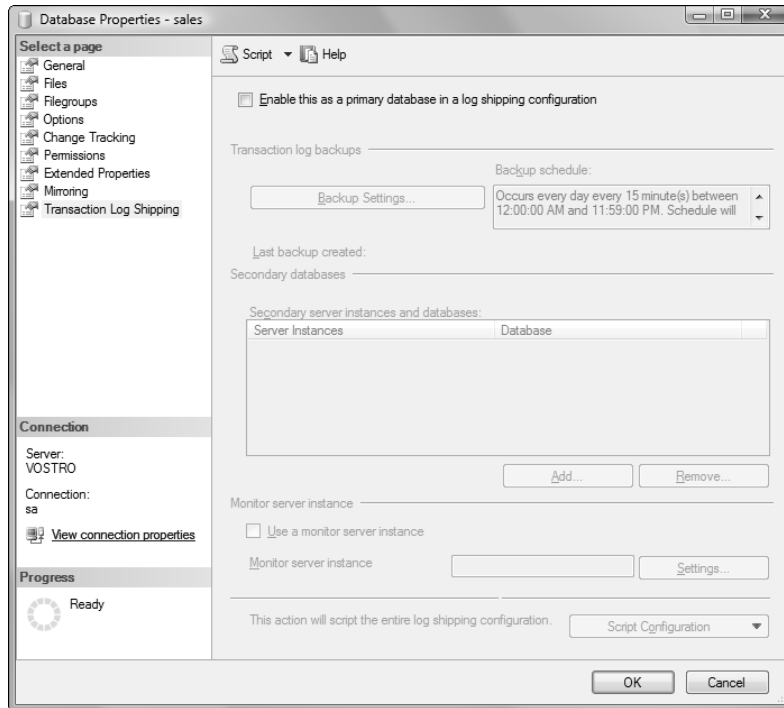 Database Properties - sales
Select a page
General
Files
Filegroups
Options
Change Tracking
Permissions
Extended Properties
Mirroring
Transaction Log Shipping
Connection
Server:
VOSTRO
Connection:
sa
View connection properties
Progress
Ready
Script
Help
Enable this as a primary database in a log shipping configuration
Transaction log backups
Backup schedule:
Backup Settings...
Occurs every day every 15 minute(s) between
12:00:00 AM and 11:59:00 PM. Schedule will
Last backup created:
Secondary databases
Secondary server instances and databases:
Server Instances Database
Add... Remove...
Monitor server instance
Use a monitor server instance
Monitor server instance
Settings...
This action will script the entire log shipping configuration.
Script Configuration
OK Cancel